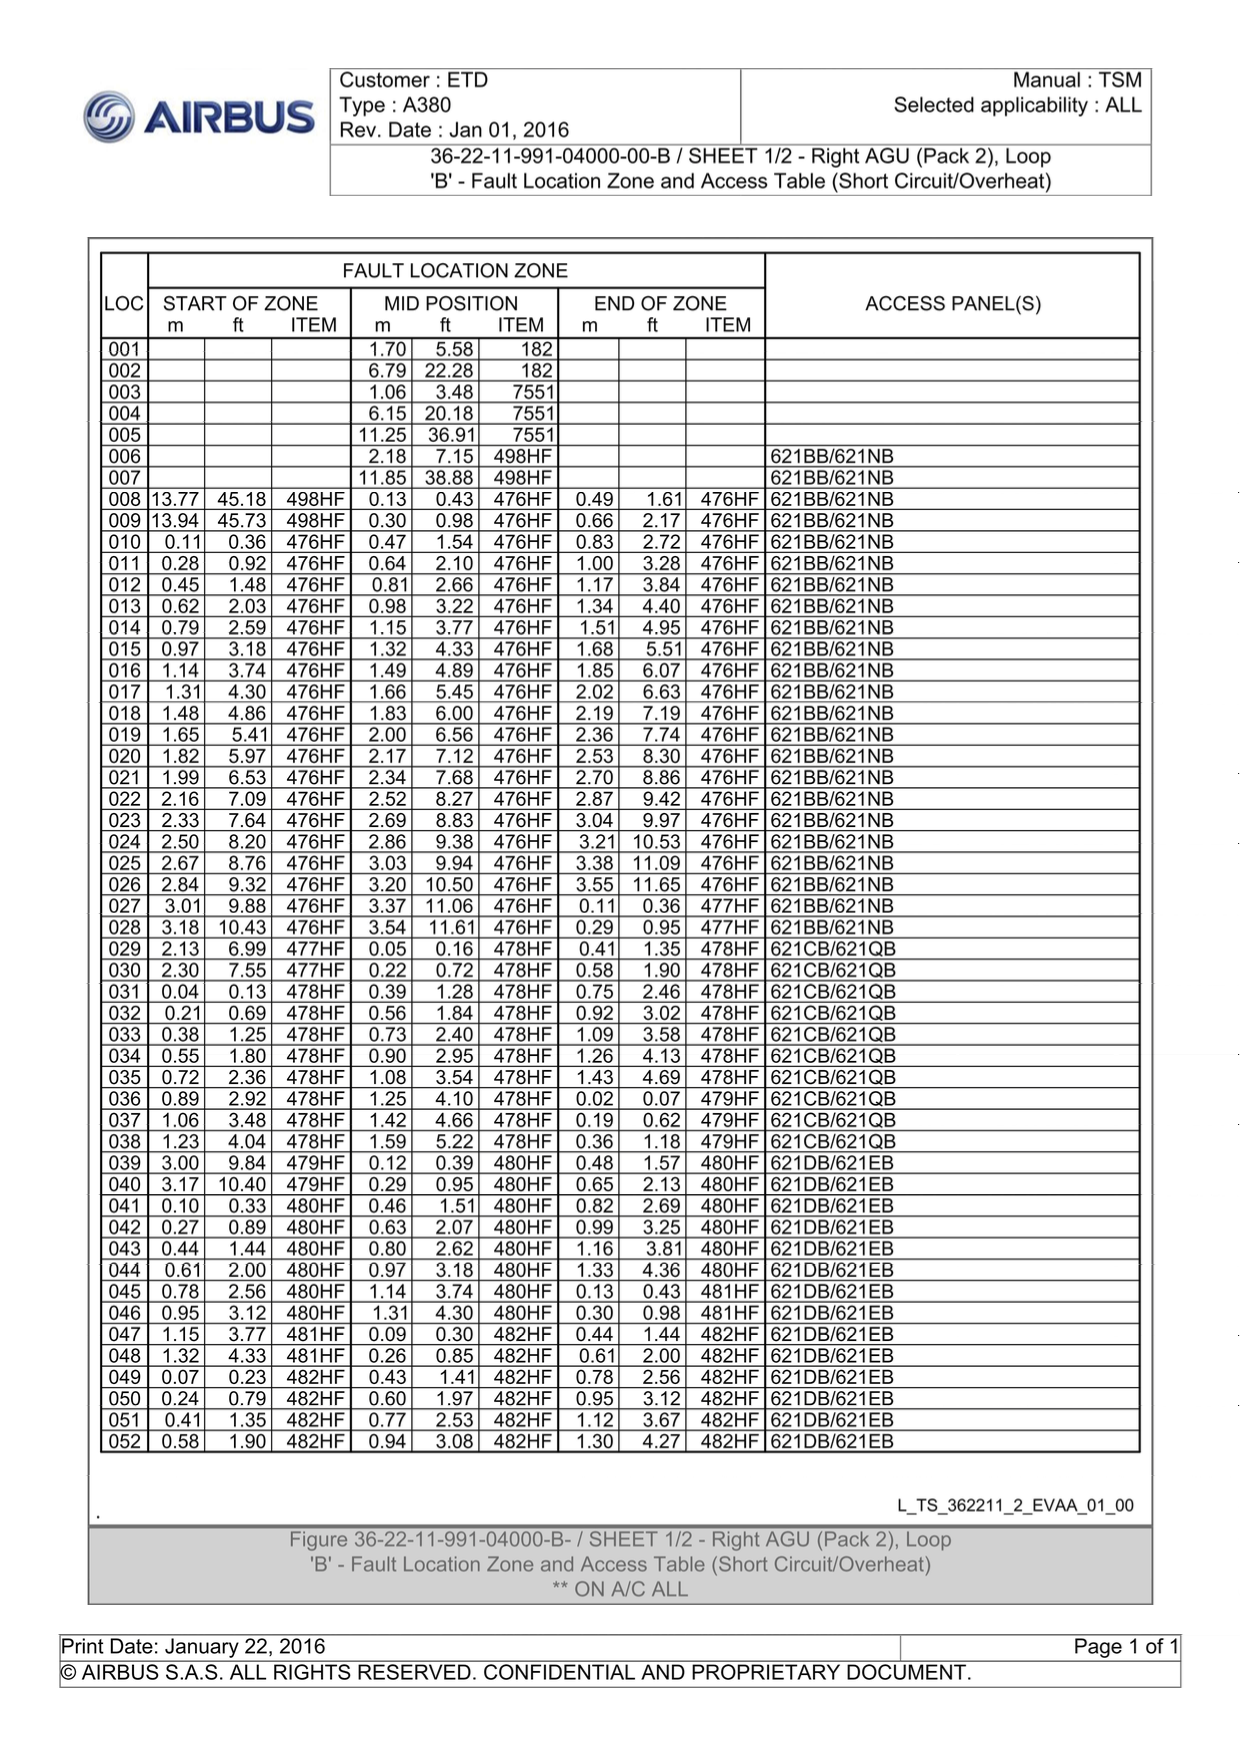 AIRBUS
Customer : ETD
Type : A380
Rev. Date : Jan 01, 2016
Manual : TSM
Selected applicability : ALL
36-22-11-991-04000-00-B / SHEET 1/2 - Right AGU (Pack 2), Loop
'B' - Fault Location Zone and Access Table (Short Circuit/Overheat)
FAULT LOCATION ZONE
LOC START OF ZONE MID POSITION END OF ZONE ACCESS PANEL(S)
m ft ITEM m ft ITEM m ft ITEM
001 1.70 5.58 182
002 6.79 22.28 182
003 1.06 3.48 7551
004 6.15 20.18 7551
005 11.25 36.91 7551
006 2.18 7.15 498HF 621BB/621NB
007 11.85 38.88 498HF 621BB/621NB
008 13.77 45.18 498HF 0.13 0.43 476HF 0.49 1.61 476HF 621BB/621NB
009 13.94 45.73 498HF 0.30 0.98 476HF 0.66 2.17 476HF 621BB/621NB
010 0.11 0.36 476HF 0.47 1.54 476HF 0.83 2.72 476HF 621BB/621NB
011 0.28 0.92 476HF 0.64 2.10 476HF 1.00 3.28 476HF 621BB/621NB
012 0.45 1.48 476HF 0.81 2.66 476HF 1.17 3.84 476HF 621BB/621NB
013 0.62 2.03 476HF 0.98 3.22 476HF 1.34 4.40 476HF 621BB/621NB
014 0.79 2.59 476HF 1.15 3.77 476HF 1.51 4.95 476HF 621BB/621NB
015 0.97 3.18 476HF 1.32 4.33 476HF 1.68 5.51 476HF 621BB/621NB
016 1.14 3.74 476HF 1.49 4.89 476HF 1.85 6.07 476HF 621BB/621NB
017 1.31 4.30 476HF 1.66 5.45 476HF 2.02 6.63 476HF 621BB/621NB
018 1.48 4.86 476HF 1.83 6.00 476HF 2.19 7.19 476HF 621BB/621NB
019 1.65 5.41 476HF 2.00 6.56 476HF 2.36 7.74 476HF 621BB/621NB
020 1.82 5.97 476HF 2.17 7.12 476HF 2.53 8.30 476HF 621BB/621NB
021 1.99 6.53 476HF 2.34 7.68 476HF 2.70 8.86 476HF 621BB/621NB
022 2.16 7.09 476HF 2.52 8.27 476HF 2.87 9.42 476HF 621BB/621NB
023 2.33 7.64 476HF 2.69 8.83 476HF 3.04 9.97 476HF 621BB/621NB
024 2.50 8.20 476HF 2.86 9.38 476HF 3.21 10.53 476HF 621BB/621NB
025 2.67 8.76 476HF 3.03 9.94 476HF 3.38 11.09 476HF 621BB/621NB
026 2.84 9.32 476HF 3.20 10.50 476HF 3.55 11.65 476HF 621BB/621NB
027 3.01 9.88 476HF 3.37 11.06 476HF 0.11 0.36 477HF 621BB/621NB
028 3.18 10.43 476HF 3.54 11.61 476HF 0.29 0.95 477HF 621BB/621NB
029 2.13 6.99 477HF 0.05 0.16 478HF 0.41 1.35 478HF 621CB/621QB
030 2.30 7.55 477HF 0.22 0.72 478HF 0.58 1.90 478HF 621CB/621QB
031 0.04 0.13 478HF 0.39 1.28 478HF 0.75 2.46 478HF 621CB/621QB
032 0.21 0.69 478HF 0.56 1.84 478HF 0.92 3.02 478HF 621CB/621QB
033 0.38 1.25 478HF 0.73 2.40 478HF 1.09 3.58 478HF 621CB/621QB
034 0.55 1.80 478HF 0.90 2.95 478HF 1.26 4.13 478HF 621CB/621QB
035 0.72 2.36 478HF 1.08 3.54 478HF 1.43 4.69 478HF 621CB/621QB
036 0.89 2.92 478HF 1.25 4.10 478HF 0.02 0.07 479HF 621CB/621QB
037 1.06 3.48 478HF 1.42 4.66 478HF 0.19 0.62 479HF 621CB/621QB
038 1.23 4.04 478HF 1.59 5.22 478HF 0.36 1.18 479HF 621CB/621QB
039 3.00 9.84 479HF 0.12 0.39 480HF 0.48 1.57 480HF 621DB/621EB
040 3.17 10.40 479HF 0.29 0.95 480HF 0.65 2.13 480HF 621DB/621EB
041 0.10 0.33 480HF 0.46 1.51 480HF 0.82 2.69 480HF 621DB/621EB
042 0.27 0.89 480HF 0.63 2.07 480HF 0.99 3.25 480HF 621DB/621EB
043 0.44 1.44 480HF 0.80 2.62 480HF 1.16 3.81 480HF 621DB/621EB
044 0.61 2.00 480HF 0.97 3.18 480HF 1.33 4.36 480HF 621DB/621EB
045 0.78 2.56 480HF 1.14 3.74 480HF 0.13 0.43 481HF 621DB/621EB
046 0.95 3.12 480HF 1.31 4.30 480HF 0.30 0.98 481HF 621DB/621EB
047 1.15 3.77 481HF 0.09 0.30 482HF 0.44 1.44 482HF 621DB/621EB
048 1.32 4.33 481HF 0.26 0.85 482HF 0.61 2.00 482HF 621DB/621EB
049 0.07 0.23 482HF 0.43 1.41 482HF 0.78 2.56 482HF 621DB/621EB
050 0.24 0.79 482HF 0.60 1.97 482HF 0.95 3.12 482HF 621DB/621EB
051 0.41 1.35 482HF 0.77 2.53 482HF 1.12 3.67 482HF 621DB/621EB
052 0.58 1.90 482HF 0.94 3.08 482HF 1.30 4.27 482HF 621DB/621EB
L_TS_362211_2_EVAA_01_00
.
Figure 36-22-11-991-04000-B- / SHEET 1/2 - Right AGU (Pack 2), Loop
'B' - Fault Location Zone and Access Table (Short Circuit/Overheat)
** ON A/C ALL
Print Date: January 22, 2016 Page 1 of 1
© AIRBUS S.A.S. ALL RIGHTS RESERVED. CONFIDENTIAL AND PROPRIETARY DOCUMENT.